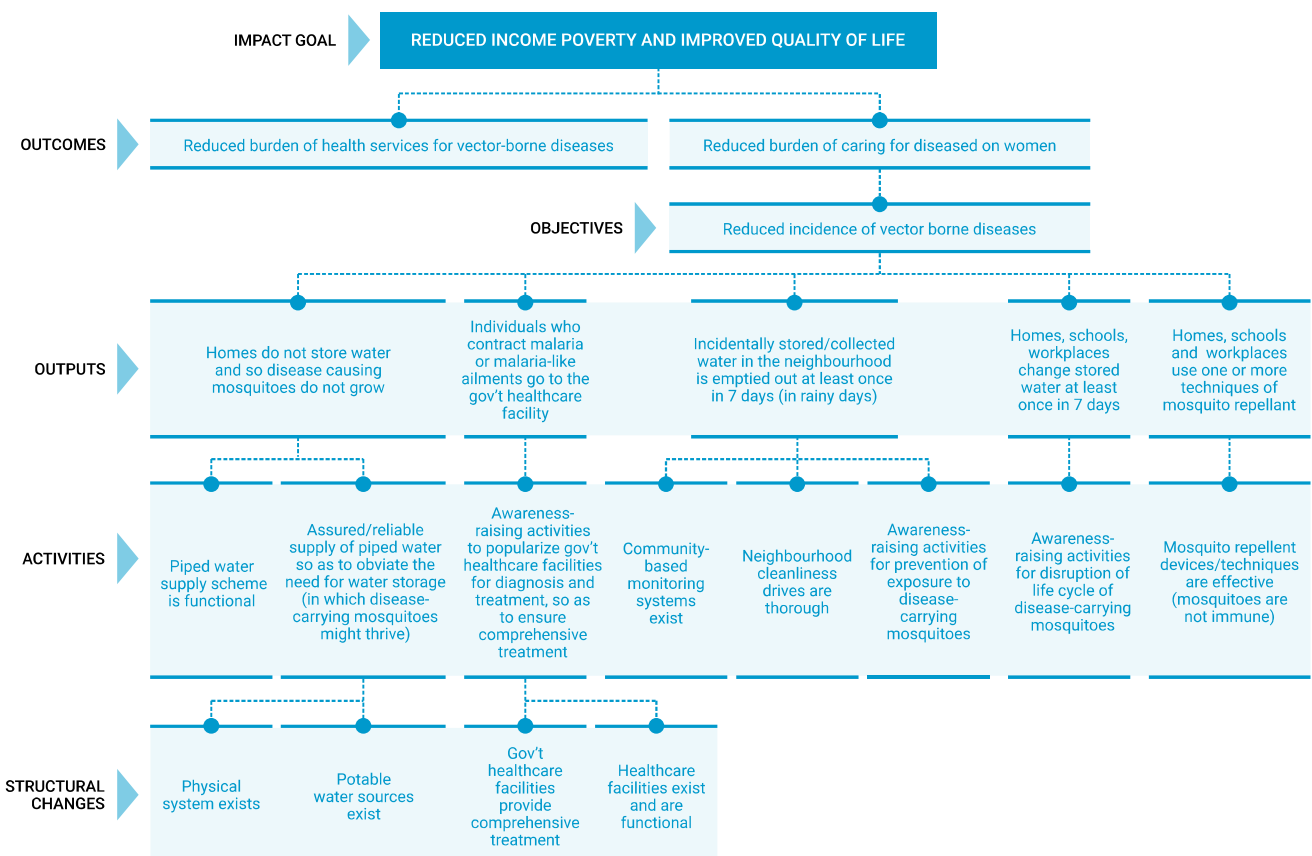 IMPACT GOAL
REDUCED INCOME POVERTY AND IMPROVED QUALITY OF LIFE
OUTCOMES
Reduced burden of health services for vector-borne diseases
Reduced burden of caring for diseased on women
OBJECTIVES
Reduced incidence of vector borne diseases
OUTPUTS
Homes do not store water
and so disease causing
mosquitoes do not grow
Individuals who
contract malaria
or malaria-like
ailments go to the
gov't healthcare
facility
Incidentally stored/collected
water in the neighbourhood
is emptied out at least once
in 7 days (in rainy days)
Homes, schools,
workplaces
change stored
water at least
once in 7 days
Homes, schools
and workplaces
use one or more
techniques of
mosquito repellant
ACTIVITIES
Piped water
supply scheme
is functional
Assured/reliable
supply of piped water
so as to obviate the
need for water storage
(in which disease-
carrying mosquitoes
might thrive)
Awareness-
raising activities
to popularize gov't
healthcare facilities
for diagnosis and
treatment, so as
to ensure
comprehensive
treatment
Community-
based
monitoring
systems
exist
Neighbourhood
cleanliness
drives are
thorough
Awareness-
raising activities
for prevention of
exposure to
disease-
carrying
mosquitoes
Awareness-
raising activities
for disruption of
life cycle of
disease-carrying
mosquitoes
Mosquito repellent
devices/techniques
are effective
(mosquitoes are
not immune)
STRUCTURAL
CHANGES
Physical
system exists
Potable
water sources
exist
Gov't
healthcare
facilities
provide
comprehensive
treatment
Healthcare
facilities exist
and are
functional